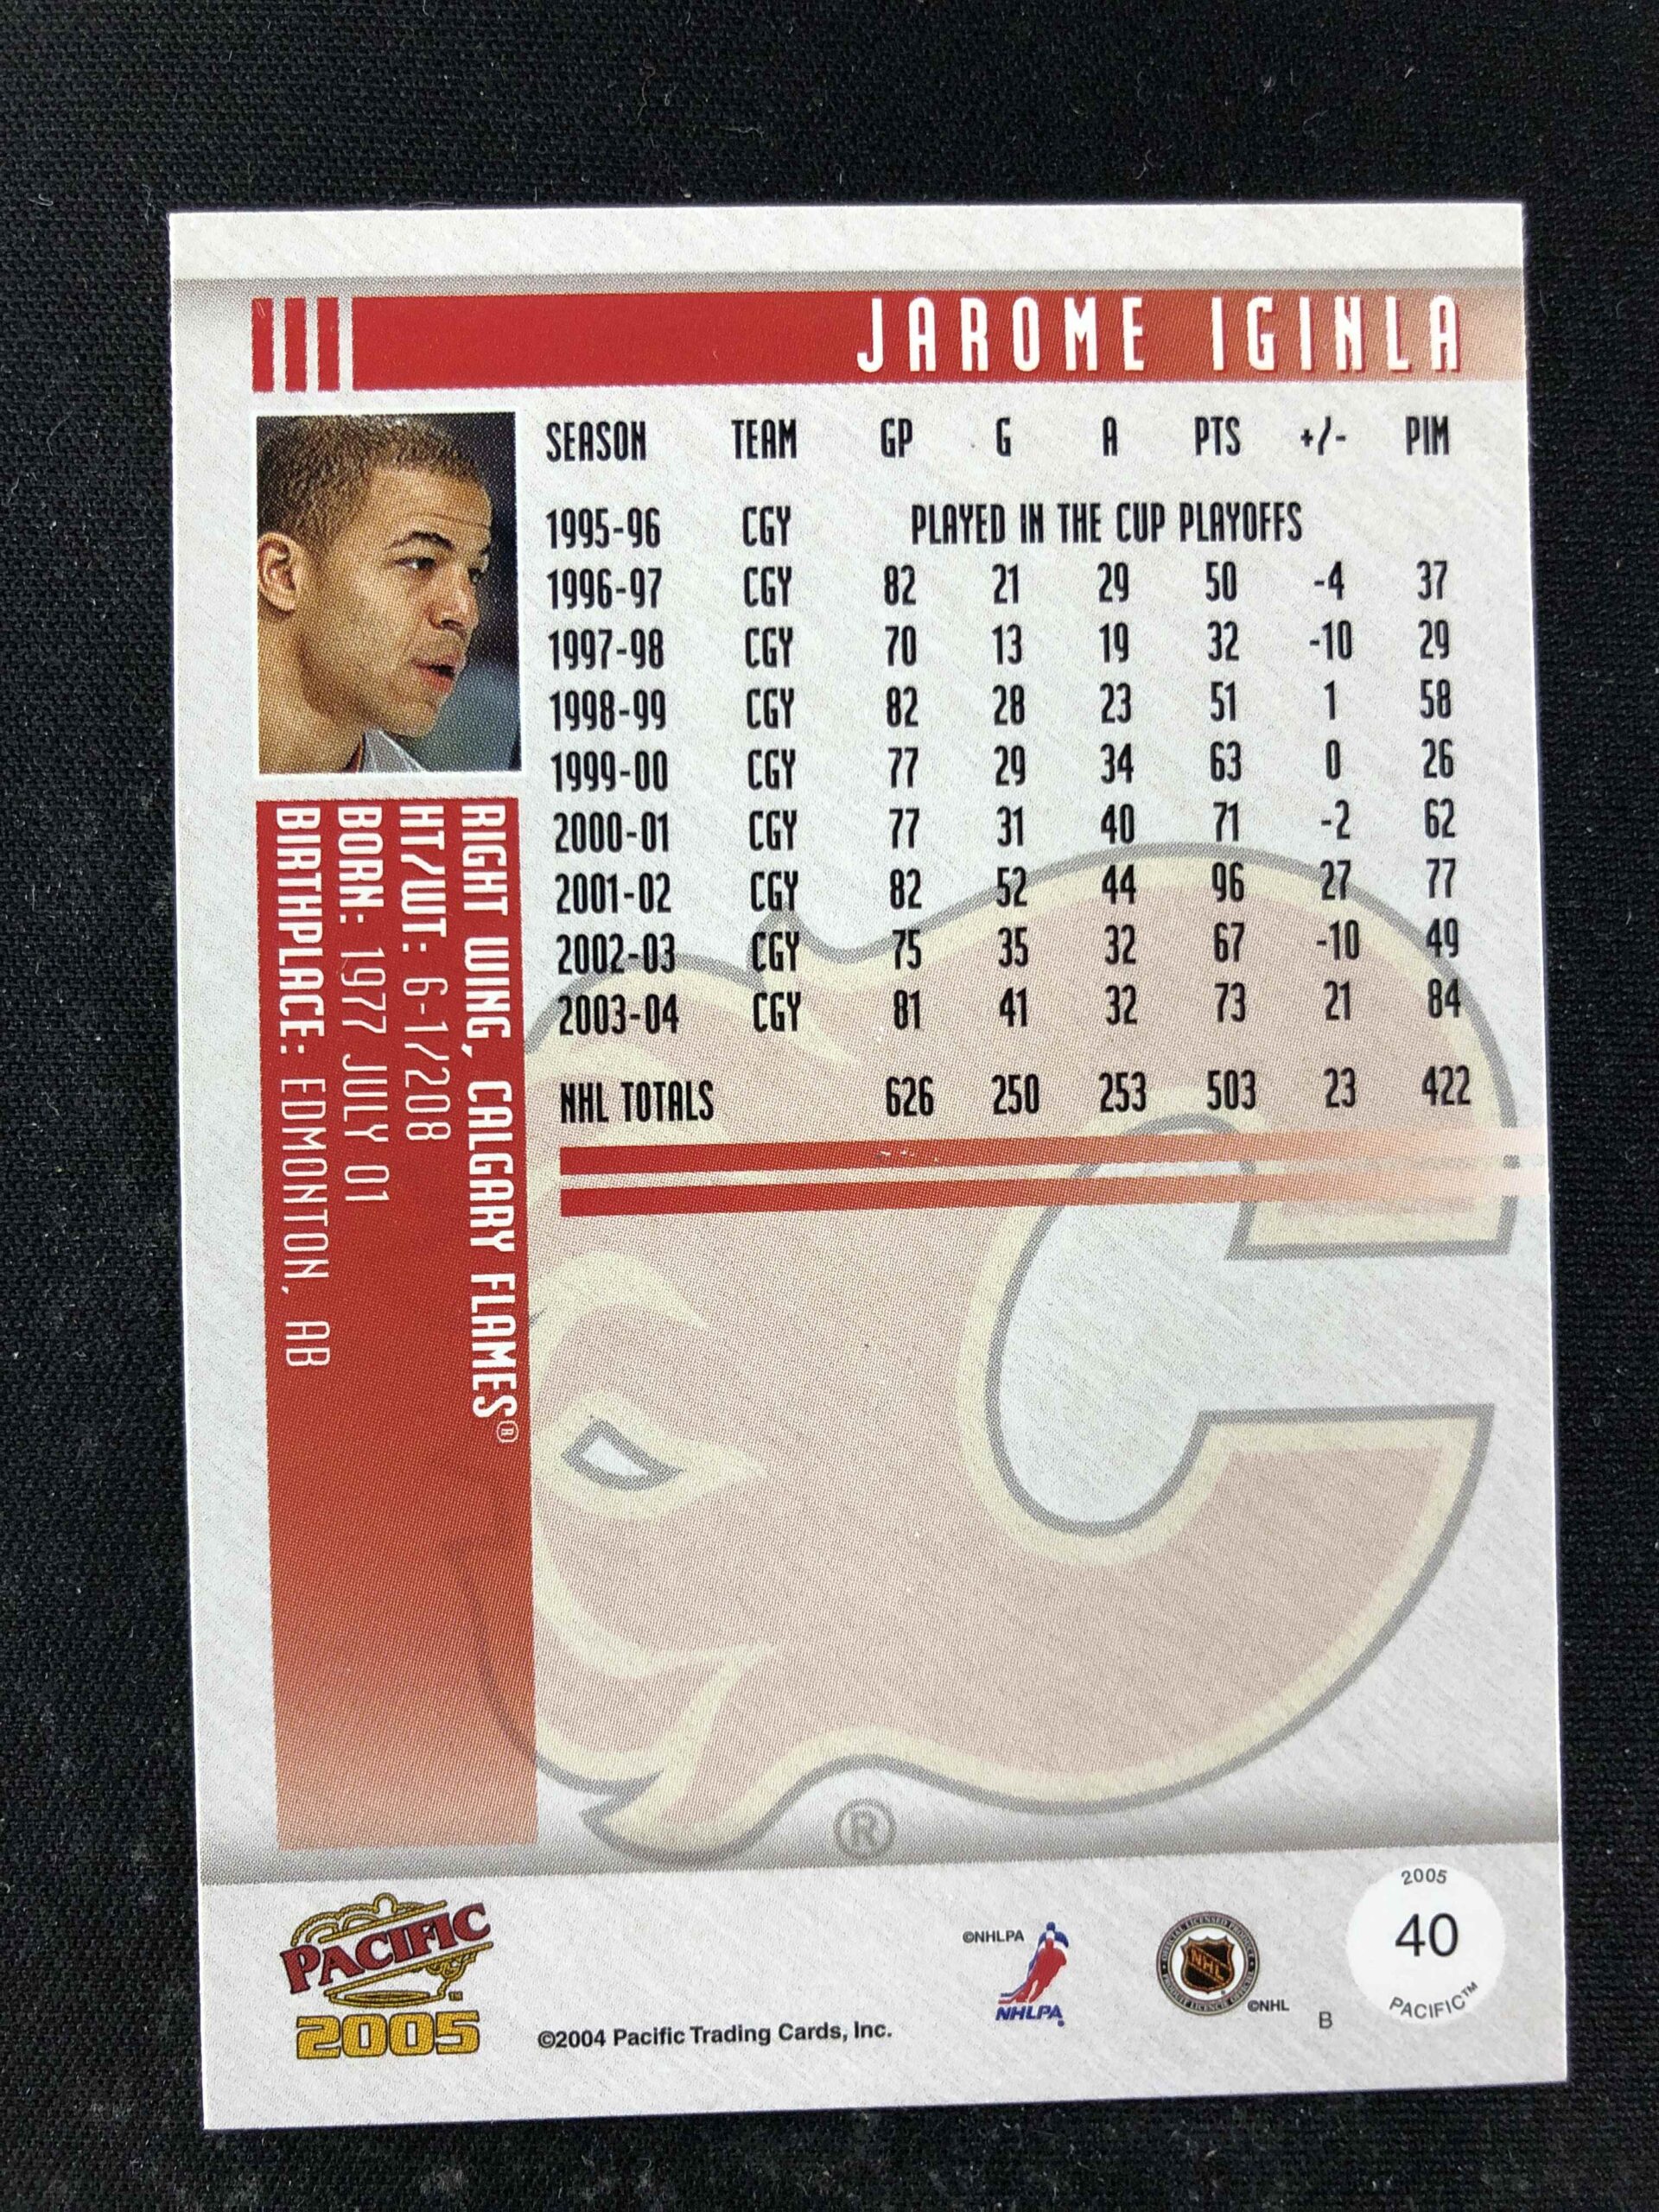 JAROME IGINLA
SEASON TEAM GP G A PTS +/- PIM
1995-96 CGY PLAYED IN THE CUP PLAYOFFS
1996-97 CGY 82 21 29 50 -4 37
1997-98 CGY 70 13 19 32 -10 29
1998-99 CGY 82 28 23 51 1 58
1999-00 CGY 77 29 34 63 0 26
2000-01 CGY 77 31 40 71 -2 62
2001-02 CGY 82 52 44 96 27 77
2002-03 CGY 75 35 32 67 -10 49
2003-04 CGY 81 41 32 73 21 84
NHL TOTALS 626 250 253 503 23 422
RIGHT WING, CALGARY FLAMES®
HT/WT: 6-1/208
BORN: 1977 JULY 01
BIRTHPLACE: EDMONTON, AB
®
PACIFIC
2005
©2004 Pacific Trading Cards, Inc.
©NHLPA
NHLPA
NHL
©NHL
B
2005
40
PACIFIC™